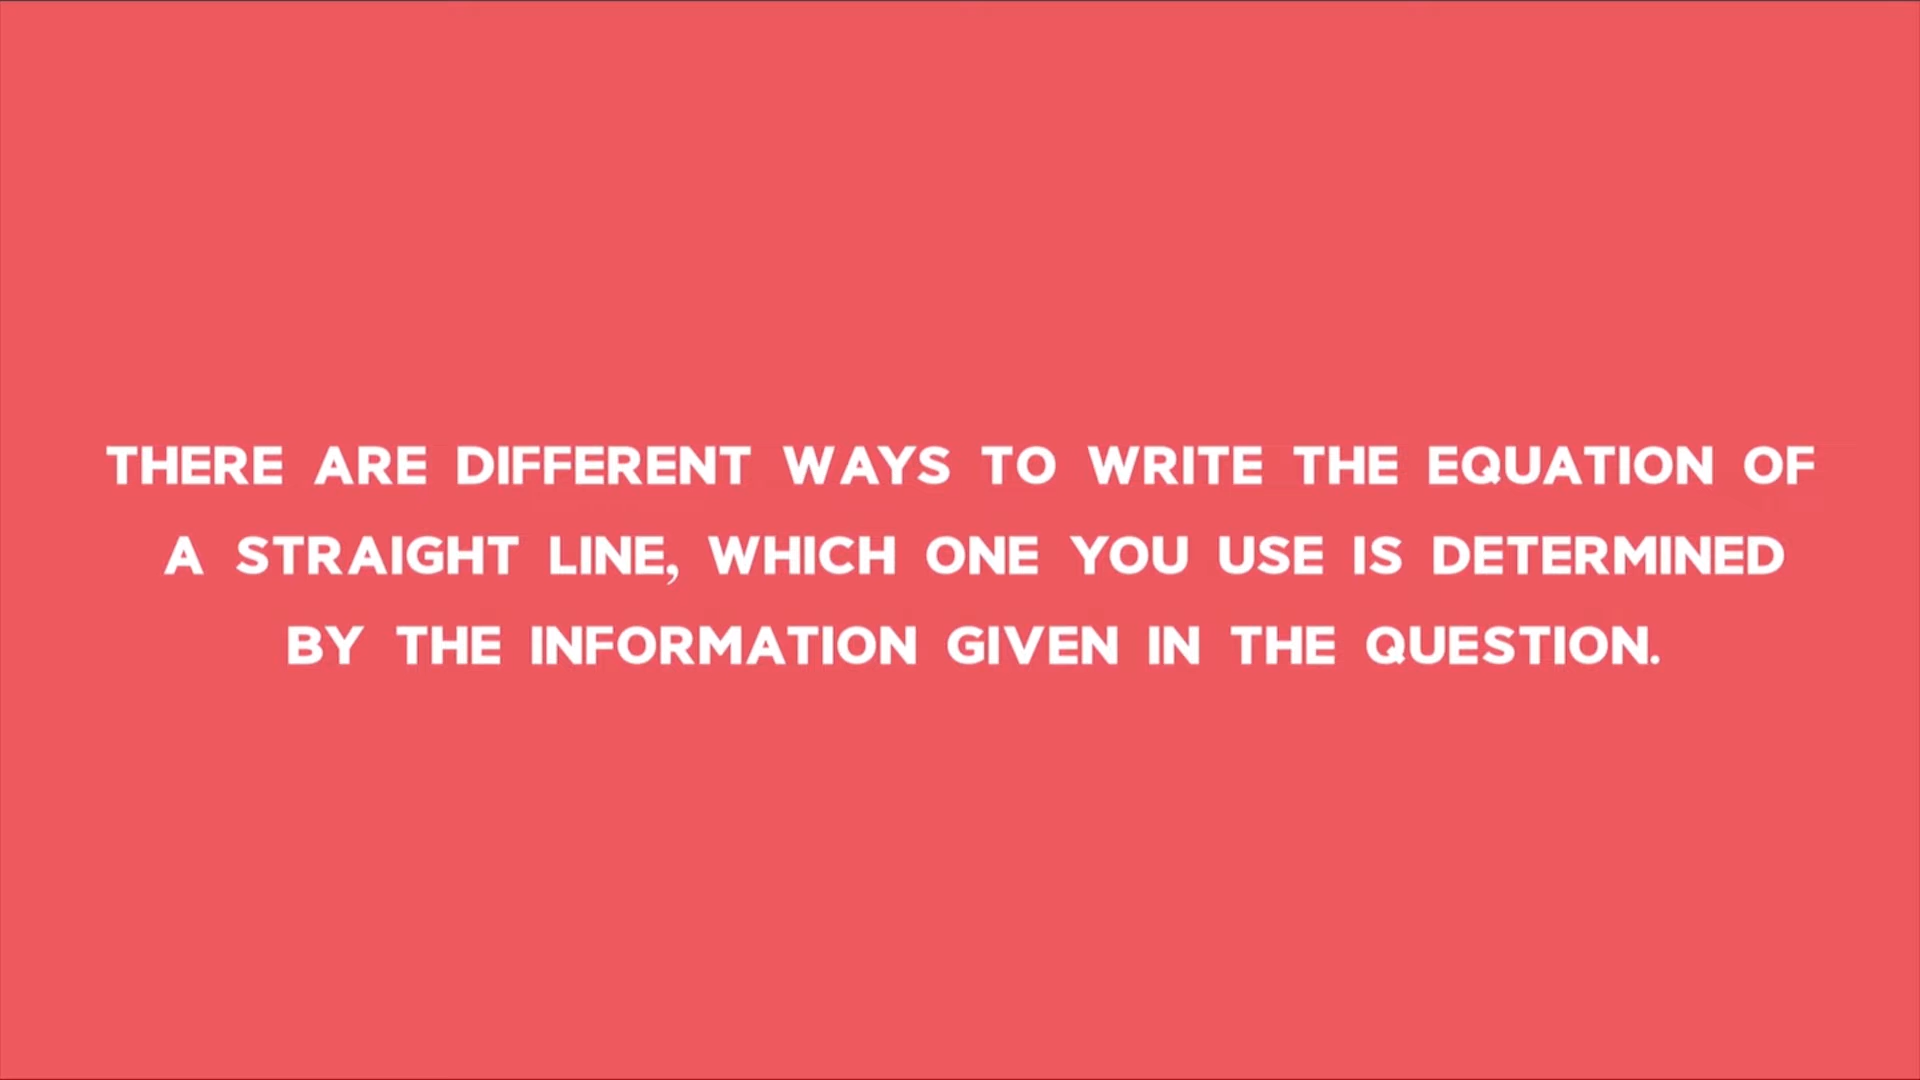 THERE ARE DIFFERENT WAYS TO WRITE THE EQUATION OF
A STRAIGHT LINE, WHICH ONE YOU USE IS DETERMINED
BY THE INFORMATION GIVEN IN THE QUESTION.